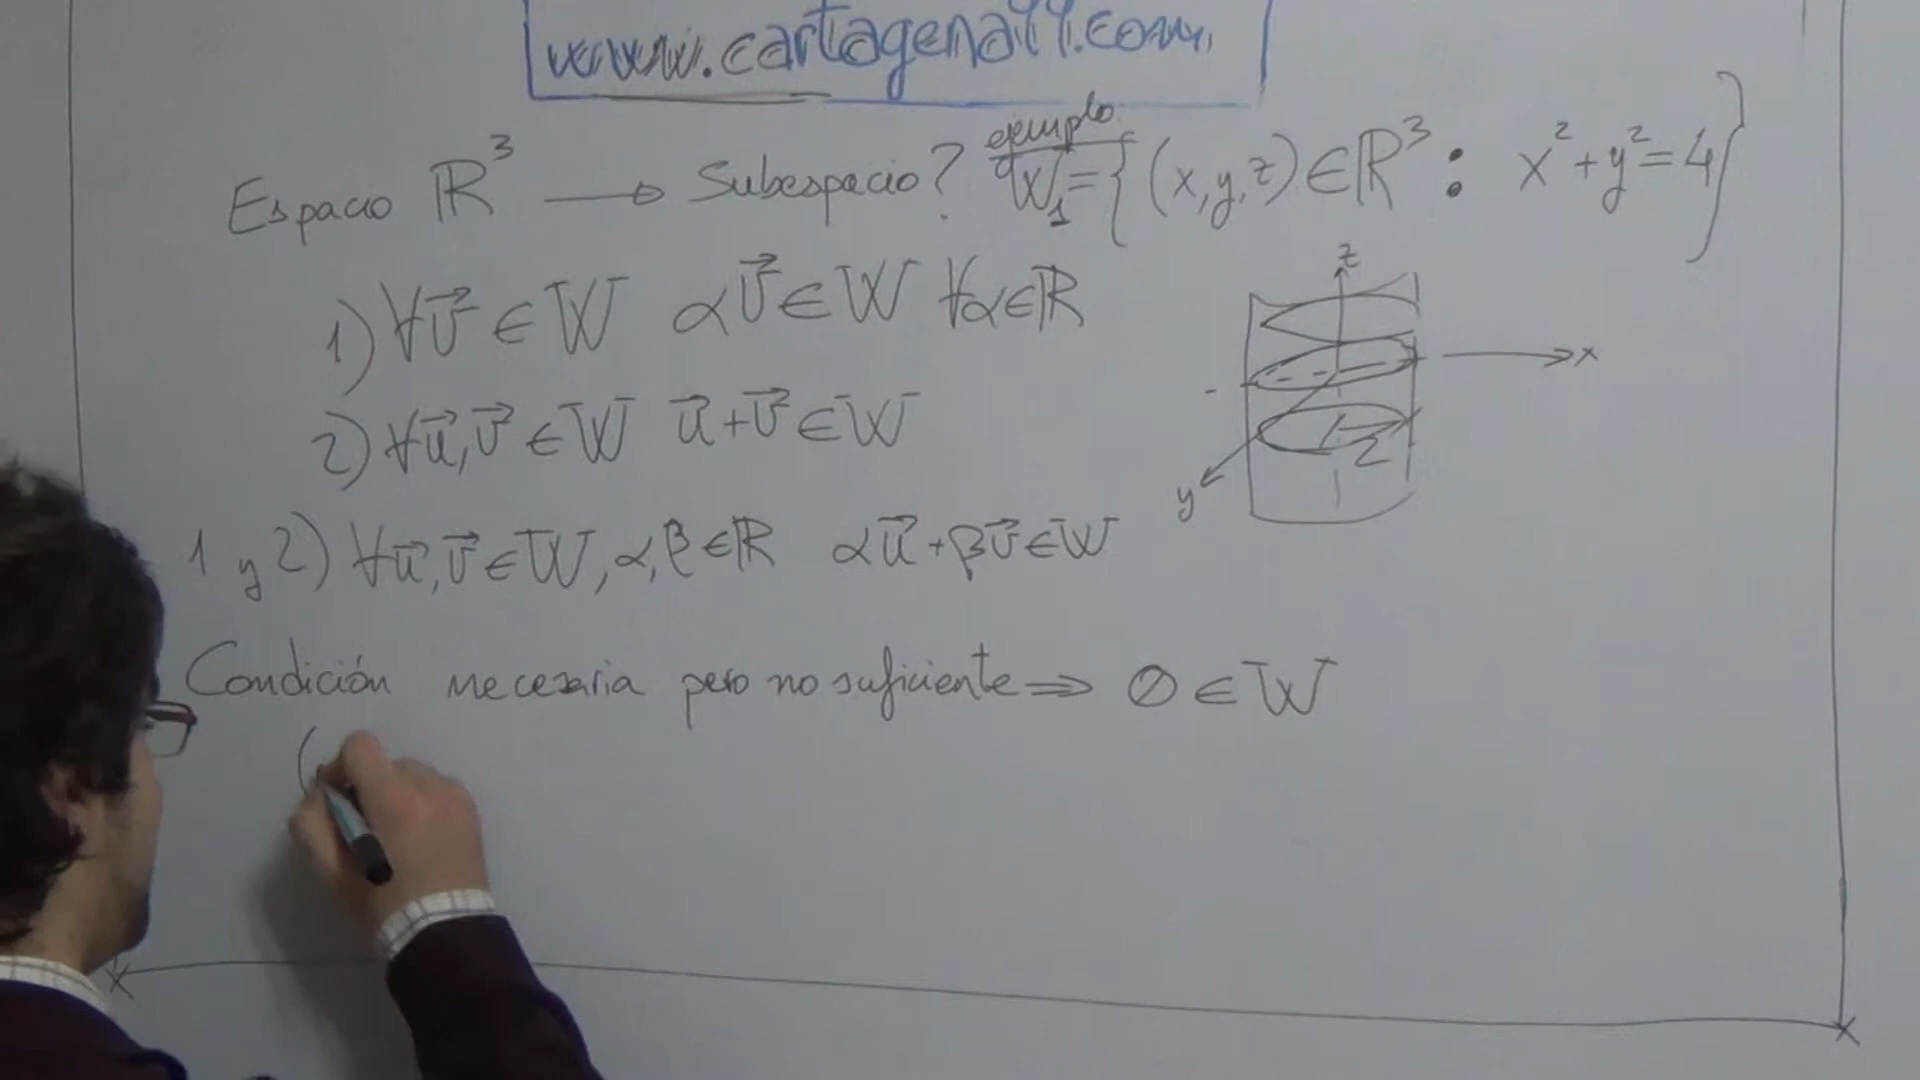 www.cartagena99.com
ejemplo
Espacio ℝ³ → Subespacio? W₁={(x,y,z)∈ℝ³: x²+y²=4}
1) ∀v⃗∈W αv⃗∈W ∀α∈ℝ
2) ∀u⃗,v⃗∈W u⃗+v⃗∈W
1 y 2) ∀u⃗,v⃗∈W, α,β∈ℝ αu⃗+βv⃗∈W
Condición necesaria pero no suficiente ⇒ 0∈W
(
z
x
2
y